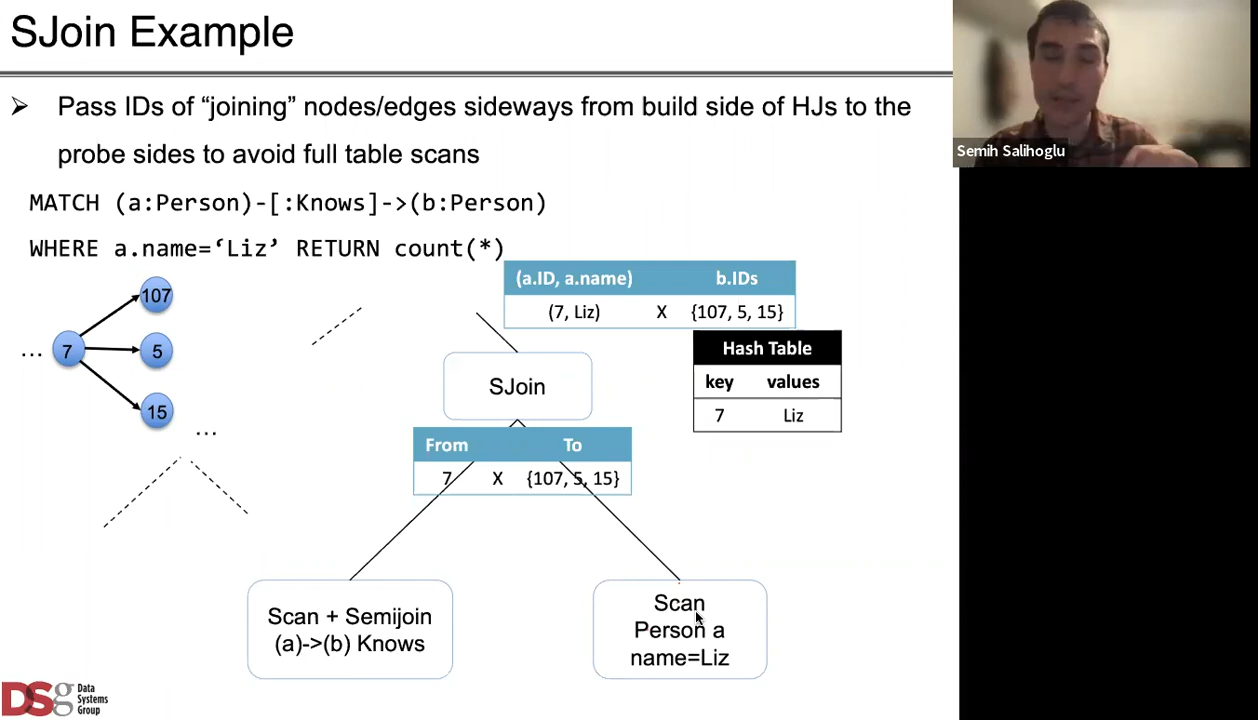 SJoin Example
➢ Pass IDs of “joining” nodes/edges sideways from build side of HJs to the
probe sides to avoid full table scans
Semih Salihoglu
MATCH (a:Person)-[:Knows]->(b:Person)
WHERE a.name=‘Liz’ RETURN count(*)
(a.ID, a.name) b.IDs
(7, Liz) X {107, 5, 15}
107
... 7 5
15
...
SJoin
Hash Table
key values
7 Liz
From To
7 X {107, 5, 15}
Scan + Semijoin
(a)->(b) Knows
Scan
Person a
name=Liz
DSg Data
Systems
Group